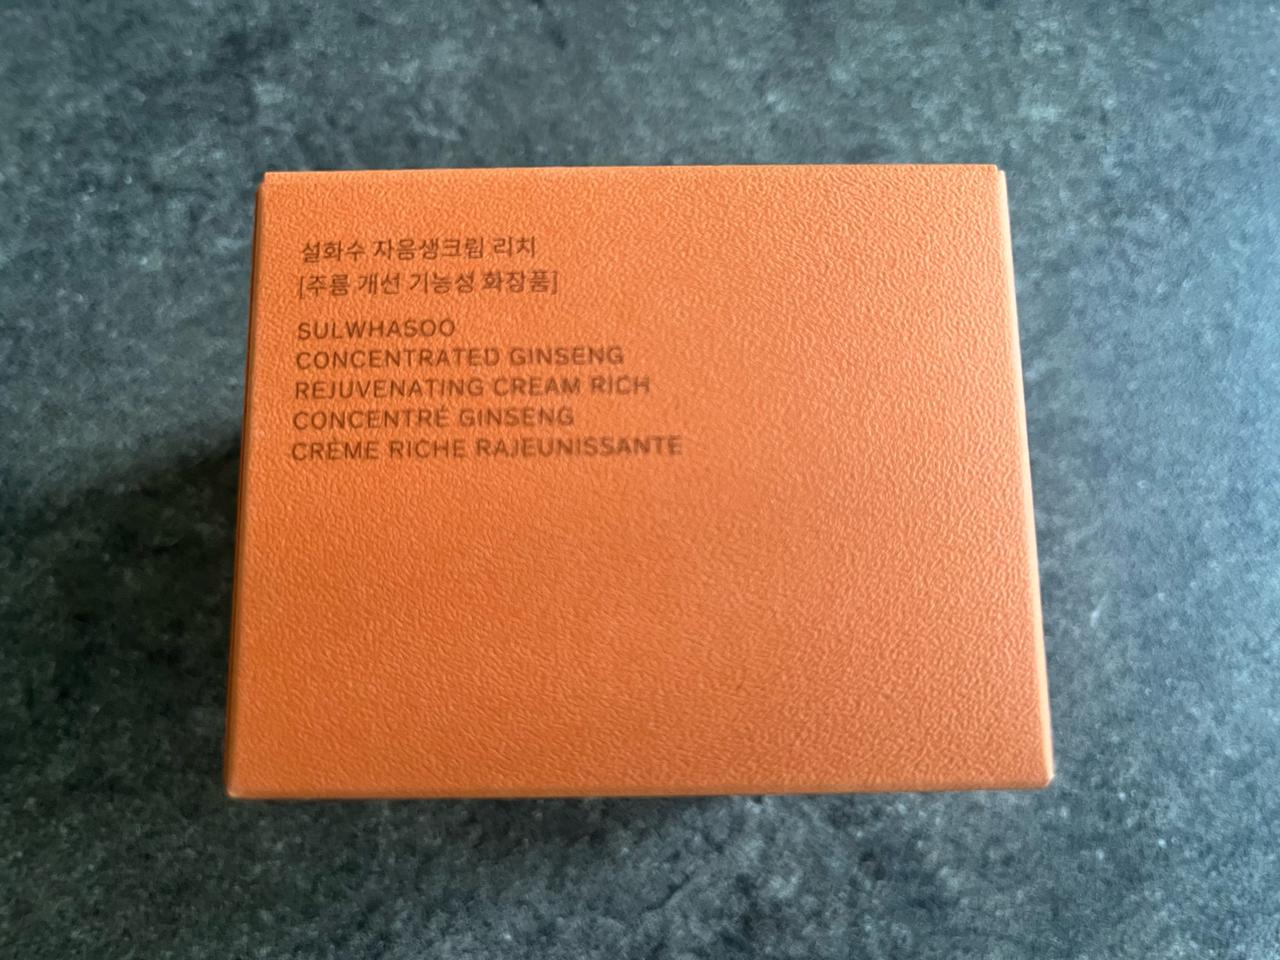 설화수 자음생크림 리치
[주름 개선 기능성 화장품]
SULWHASOO
CONCENTRATED GINSENG
REJUVENATING CREAM RICH
CONCENTRÉ GINSENG
CRÈME RICHE RAJEUNISSANTE